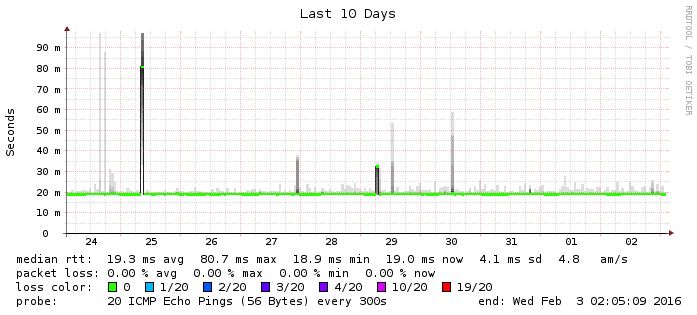 Last 10 Days
RRDTOOL / TOBI OETIKER
Seconds
90 m
80 m
70 m
60 m
50 m
40 m
30 m
20 m
10 m
0
24 25 26 27 28 29 30 31 01 02
median rtt: 19.3 ms avg 80.7 ms max 18.9 ms min 19.0 ms now 4.1 ms sd 4.8 am/s
packet loss: 0.00 % avg 0.00 % max 0.00 % min 0.00 % now
loss color: 0 1/20 2/20 3/20 4/20 10/20 19/20
probe: 20 ICMP Echo Pings (56 Bytes) every 300s end: Wed Feb 3 02:05:09 2016